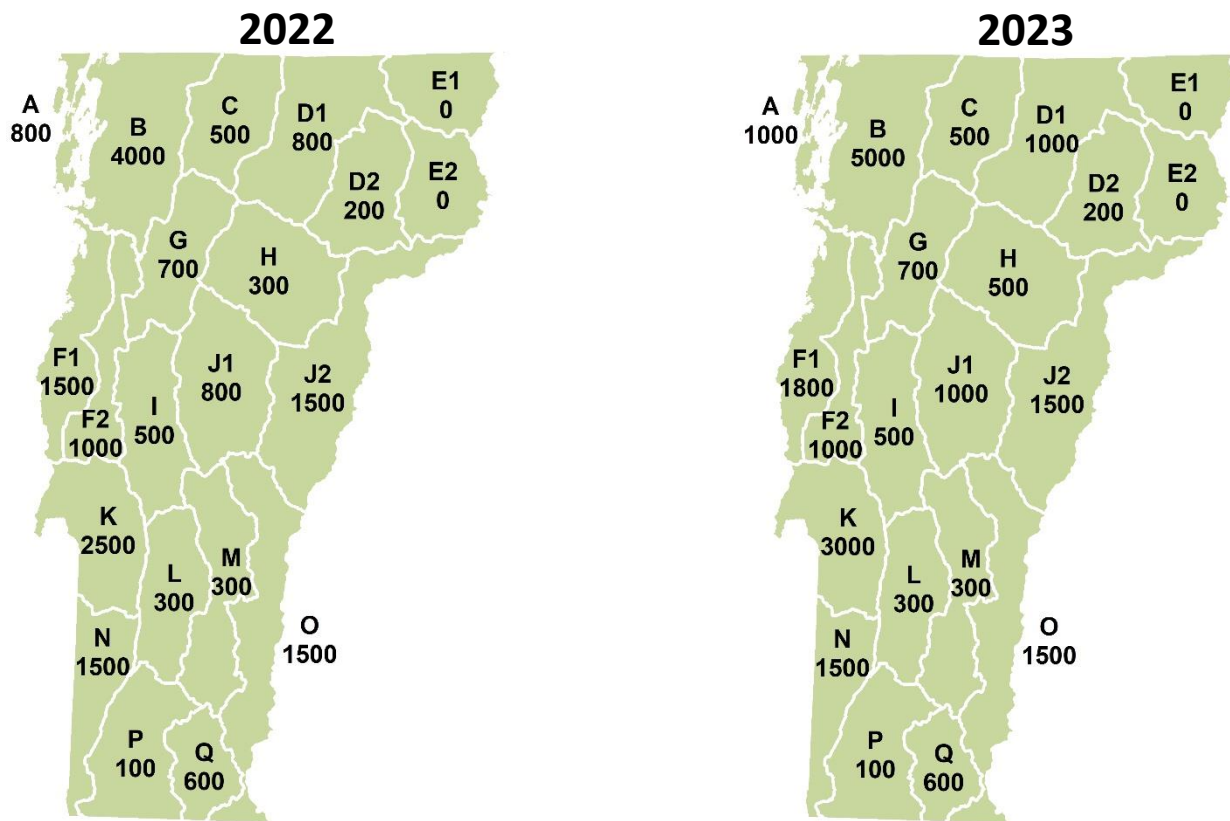 2022
A
800
B
4000
C
500
D1
800
E1
0
D2
200
E2
0
G
700
H
300
F1
1500
F2
1000
I
500
J1
800
J2
1500
K
2500
L
300
M
300
N
1500
O
1500
P
100
Q
600
2023
A
1000
B
5000
C
500
D1
1000
E1
0
D2
200
E2
0
G
700
H
500
F1
1800
F2
1000
I
500
J1
1000
J2
1500
K
3000
L
300
M
300
N
1500
O
1500
P
100
Q
600